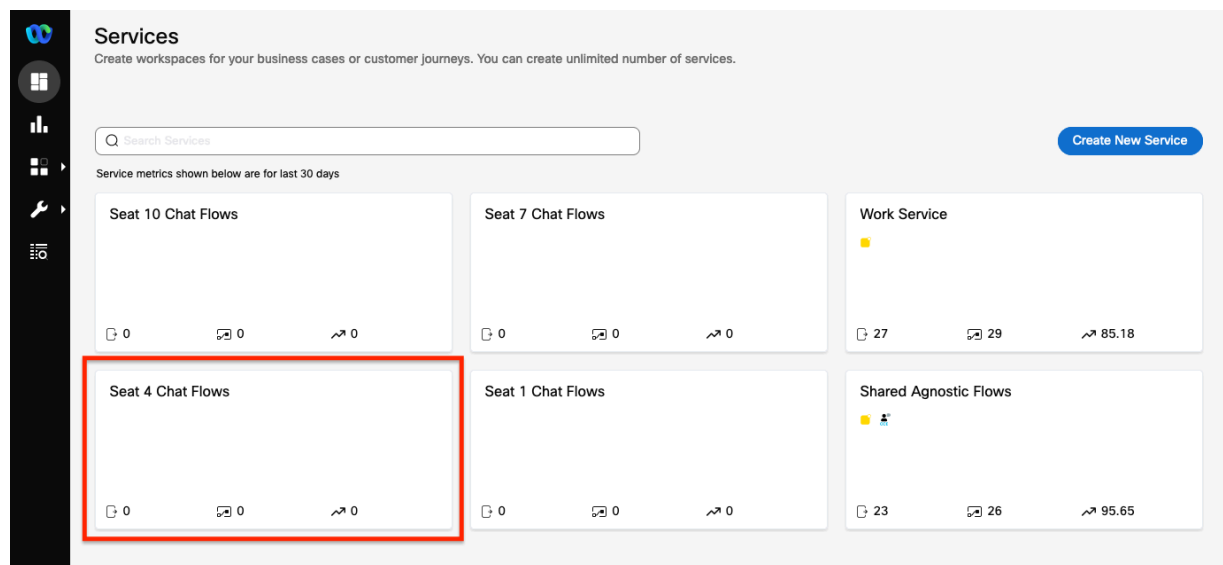 Services
Create workspaces for your business cases or customer journeys. You can create unlimited number of services.
Search Services
Create New Service
Service metrics shown below are for last 30 days
Seat 10 Chat Flows
0 0 0
Seat 7 Chat Flows
0 0 0
Work Service
27 29 85.18
Seat 4 Chat Flows
0 0 0
Seat 1 Chat Flows
0 0 0
Shared Agnostic Flows
23 26 95.65